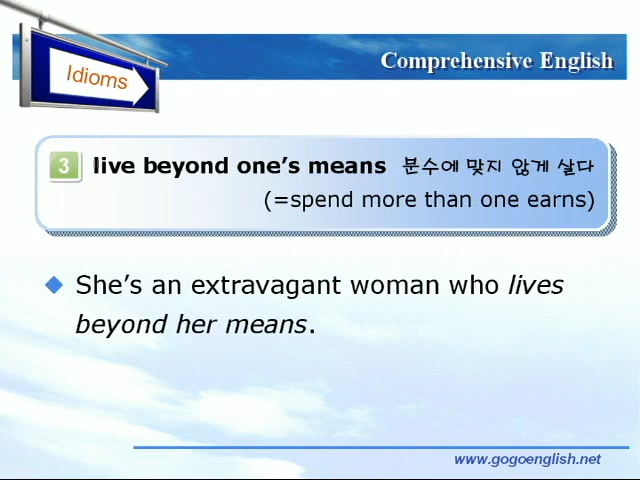 Idioms
Comprehensive English
3 live beyond one's means 분수에 맞지 않게 살다
(=spend more than one earns)
She's an extravagant woman who lives
beyond her means.
www.gogoenglish.net